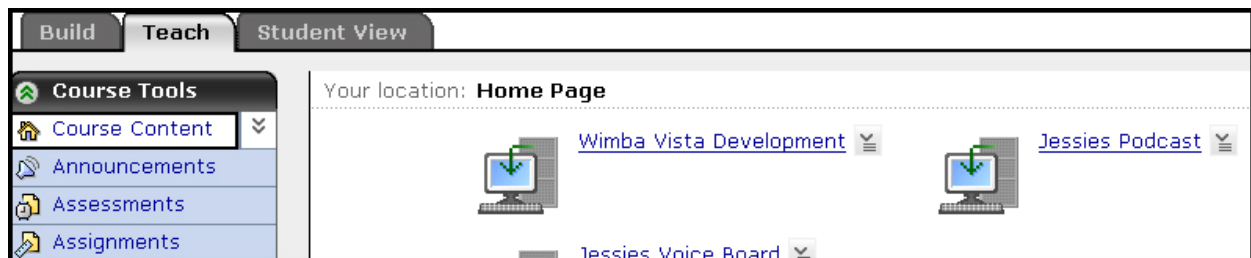 Build Teach Student View
Course Tools
Your location: Home Page
Course Content
Wimba Vista Development Jessies Podcast
Announcements
Assessments
Assignments
Jessies Voice Board